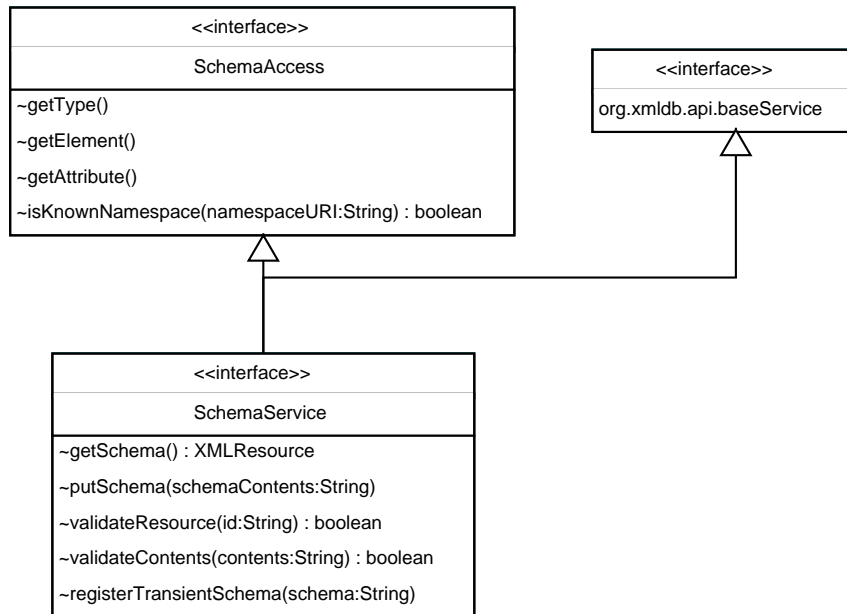 <<interface>>
SchemaAccess
~getType()
~getElement()
~getAttribute()
~isKnownNamespace(namespaceURI:String) : boolean
<<interface>>
org.xmldb.api.baseService
<<interface>>
SchemaService
~getSchema() : XMLResource
~putSchema(schemaContents:String)
~validateResource(id:String) : boolean
~validateContents(contents:String) : boolean
~registerTransientSchema(schema:String)